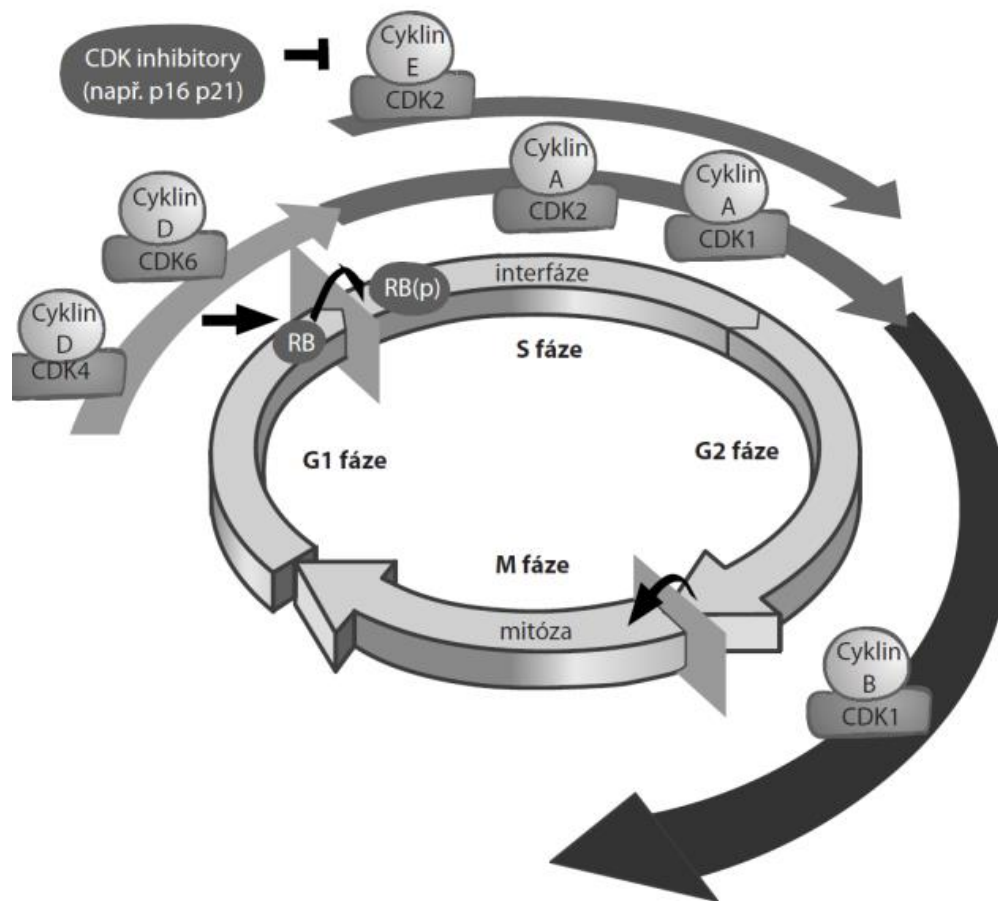 CDK inhibitory
(např. p16 p21)
Cyklin
E
CDK2
Cyklin
A
CDK2
Cyklin
A
CDK1
Cyklin
D
CDK6
Cyklin
D
CDK4
RB
RB(p)
interfáze
S fáze
G1 fáze
G2 fáze
M fáze
mitóza
Cyklin
B
CDK1